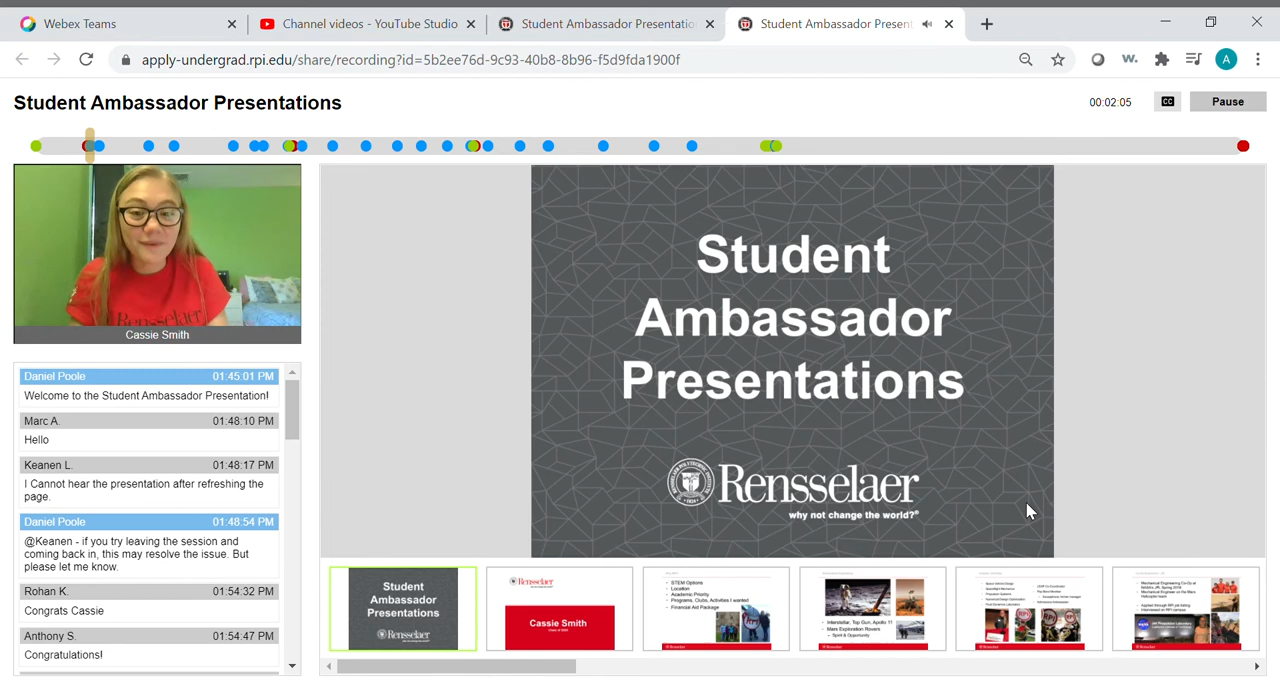 Webex Teams
Channel videos - YouTube Studio
Student Ambassador Presentatio
Student Ambassador Present
apply-undergrad.rpi.edu/share/recording?id=5b2ee76d-9c93-40b8-8b96-f5d9fda1900f
w.
A
Student Ambassador Presentations
00:02:05
CC
Pause
Rensselaer
Cassie Smith
Daniel Poole 01:45:01 PM
Welcome to the Student Ambassador Presentation!
Marc A. 01:48:10 PM
Hello
Keanen L. 01:48:17 PM
I Cannot hear the presentation after refreshing the
page.
Daniel Poole 01:48:54 PM
@Keanen - if you try leaving the session and
coming back in, this may resolve the issue. But
please let me know.
Rohan K. 01:54:32 PM
Congrats Cassie
Anthony S. 01:54:47 PM
Congratulations!
Student
Ambassador
Presentations
Rensselaer
why not change the world?®
Student
Ambassador
Presentations
Rensselaer
Rensselaer
Cassie Smith
STEM Options
Location
Academic Priority
Programs, Clubs, Activities I wanted
Financial Aid Package
Interstellar, Top Gun, Apollo 11
Mars Exploration Rovers
Spirit & Opportunity